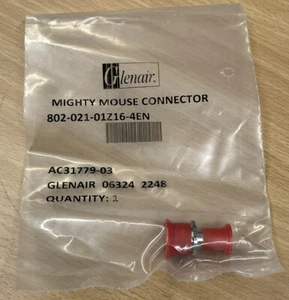 Glenair.
MIGHTY MOUSE CONNECTOR
802-021-01Z16-4EN
AC31779-03
GLENAIR 06324 2248
QUANTITY: 1